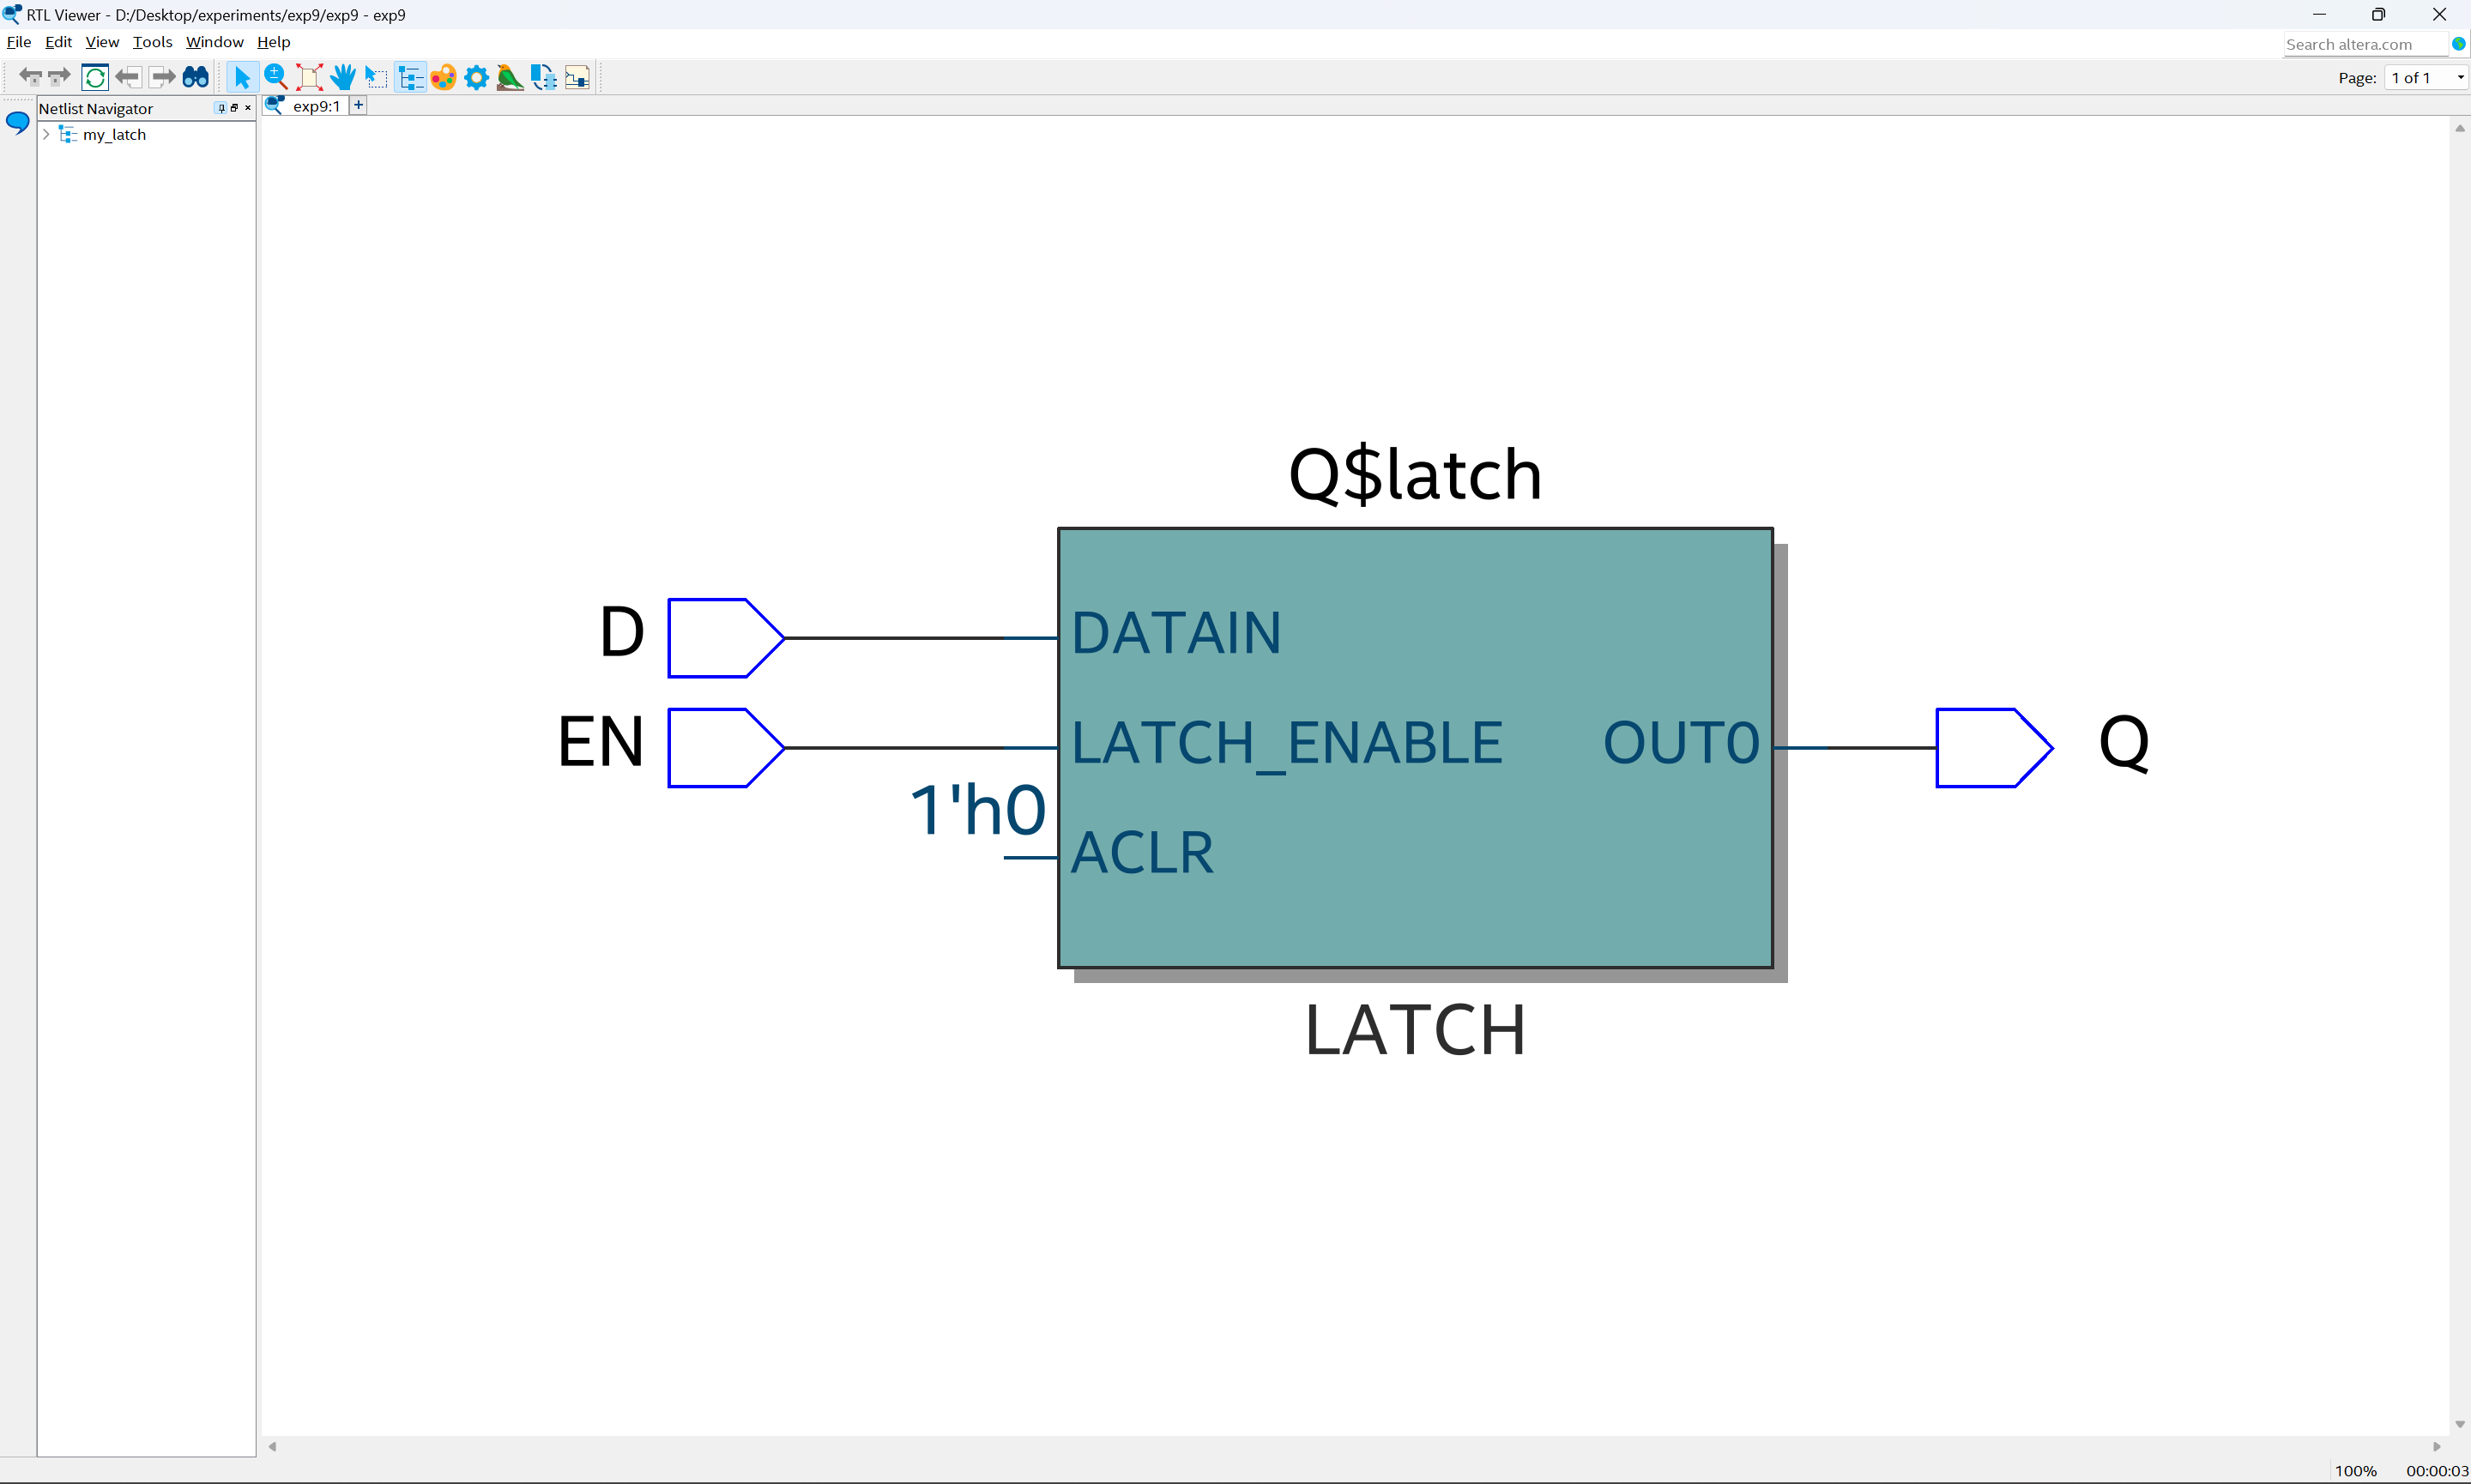 RTL Viewer - D:/Desktop/experiments/exp9/exp9 - exp9
File Edit View Tools Window Help
Search altera.com
Page: 1 of 1
Netlist Navigator
exp9:1 +
my_latch
Q$latch
D
DATAIN
EN
LATCH_ENABLE
OUT0
Q
1'h0
ACLR
LATCH
100% 00:00:03